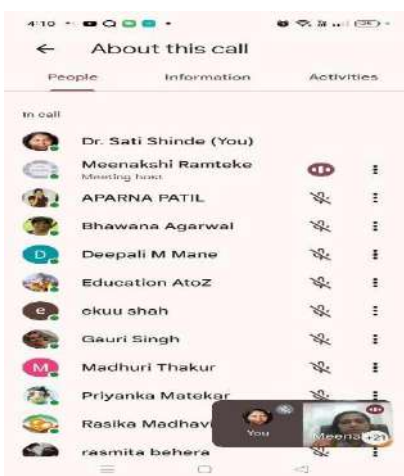 4:10
About this call
People Information Activities
In call
Dr. Sati Shinde (You)
Meenakshi Ramteke
Meeting host
APARNA PATIL
Bhawana Agarwal
D Deepali M Mane
Education AtoZ
e ekuu shah
Gauri Singh
M Madhuri Thakur
Priyanka Matekar
Rasika Madhavi
You Meena +21
rasmita behera